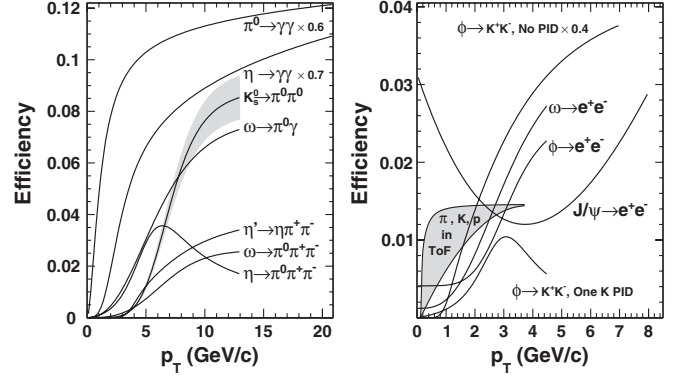 0.12
0.1
0.08
0.06
0.04
0.02
0
Efficiency
π⁰→γγ × 0.6
η →γγ × 0.7
K⁰ₛ→π⁰π⁰
ω→π⁰γ
η'→ηπ⁺π⁻
ω→π⁰π⁺π⁻
η→π⁰π⁺π⁻
0 5 10 15 20
p_T (GeV/c)
0.04
0.03
0.02
0.01
Efficiency
ϕ→K⁺K⁻, No PID × 0.4
ω→e⁺e⁻
ϕ→e⁺e⁻
J/ψ→e⁺e⁻
π , K, p
in
ToF
ϕ→K⁺K⁻, One K PID
0 1 2 3 4 5 6 7 8
p_T (GeV/c)